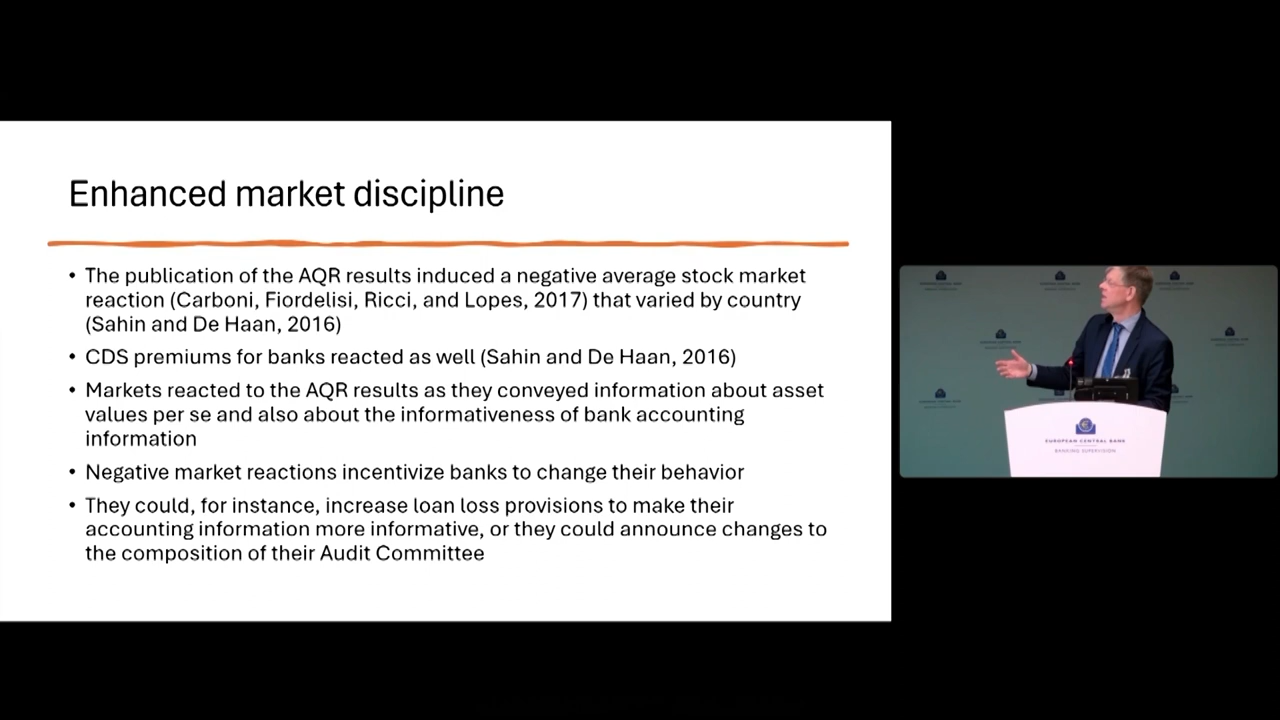 Enhanced market discipline
• The publication of the AQR results induced a negative average stock market
reaction (Carboni, Fiordelisi, Ricci, and Lopes, 2017) that varied by country
(Sahin and De Haan, 2016)
• CDS premiums for banks reacted as well (Sahin and De Haan, 2016)
• Markets reacted to the AQR results as they conveyed information about asset
values per se and also about the informativeness of bank accounting
information
• Negative market reactions incentivize banks to change their behavior
• They could, for instance, increase loan loss provisions to make their
accounting information more informative, or they could announce changes to
the composition of their Audit Committee
EUROPEAN CENTRAL BANK
BANKING SUPERVISION